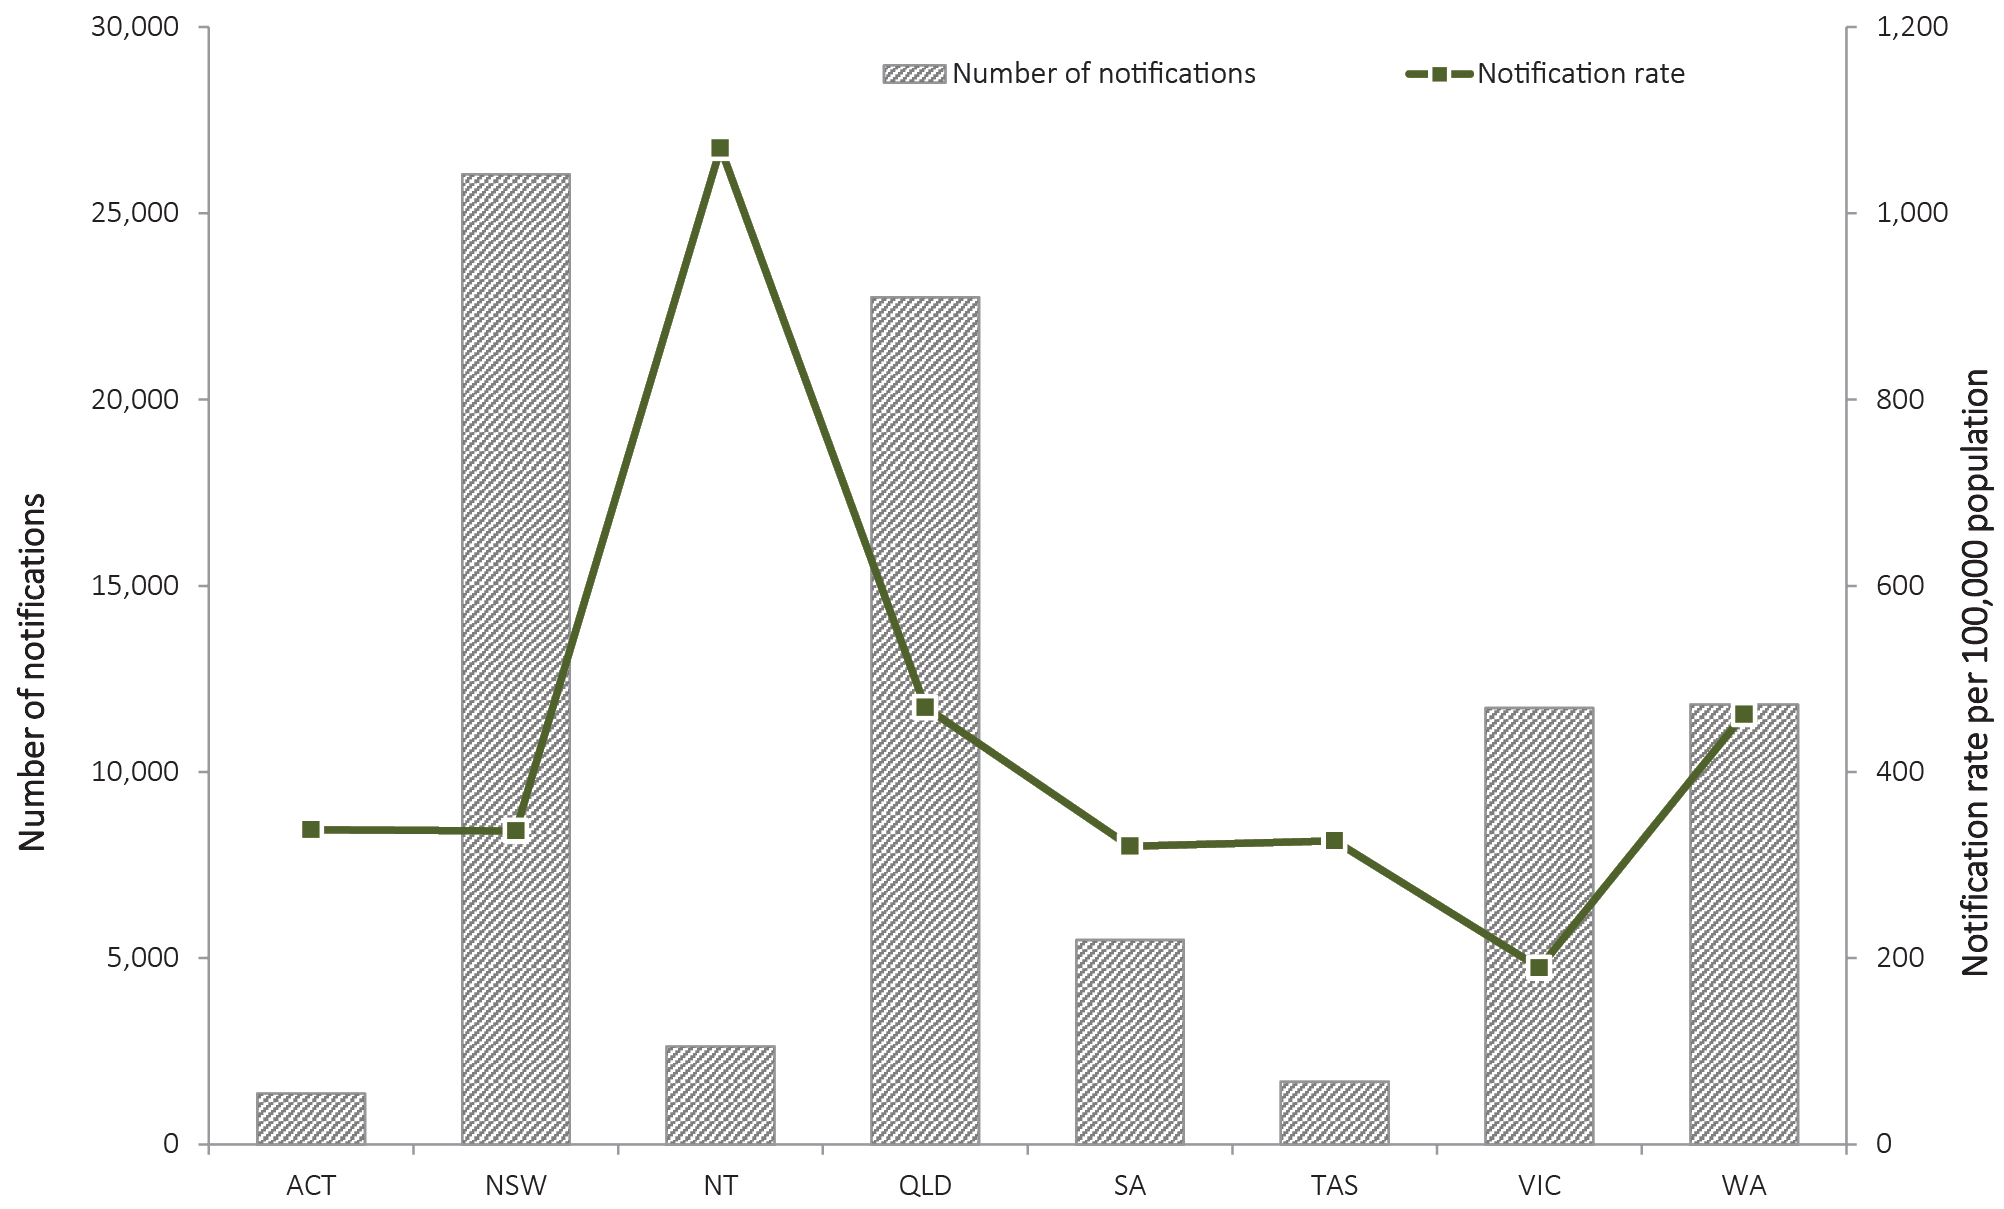 Number of notifications
Notification rate
30,000
25,000
20,000
15,000
10,000
5,000
0
Number of notifications
1,200
1,000
800
600
400
200
0
Notification rate per 100,000 population
ACT NSW NT QLD SA TAS VIC WA